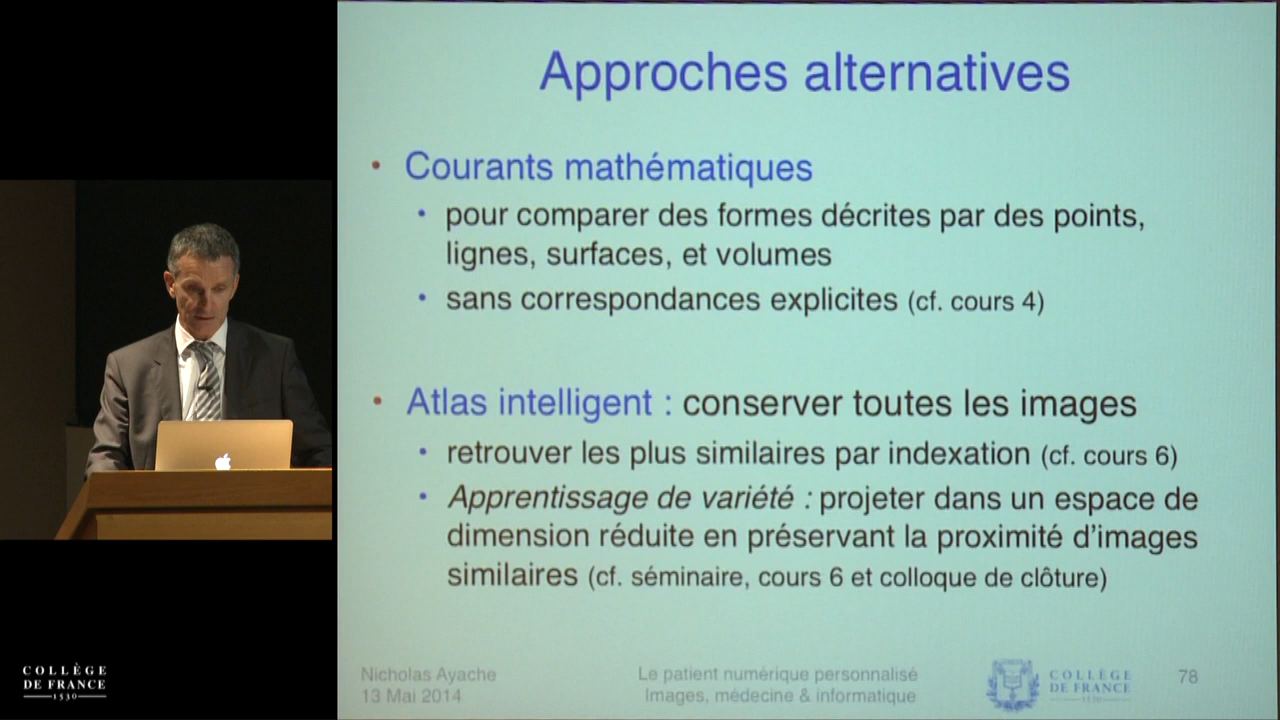 Approches alternatives
• Courants mathématiques
• pour comparer des formes décrites par des points,
lignes, surfaces, et volumes
• sans correspondances explicites (cf. cours 4)
• Atlas intelligent : conserver toutes les images
• retrouver les plus similaires par indexation (cf. cours 6)
• Apprentissage de variété : projeter dans un espace de
dimension réduite en préservant la proximité d'images
similaires (cf. séminaire, cours 6 et colloque de clôture)
Nicholas Ayache
13 Mai 2014
Le patient numérique personnalisé
Images, médecine & informatique
COLLÈGE
DE FRANCE
1530
78
COLLÈGE
DE FRANCE
1530